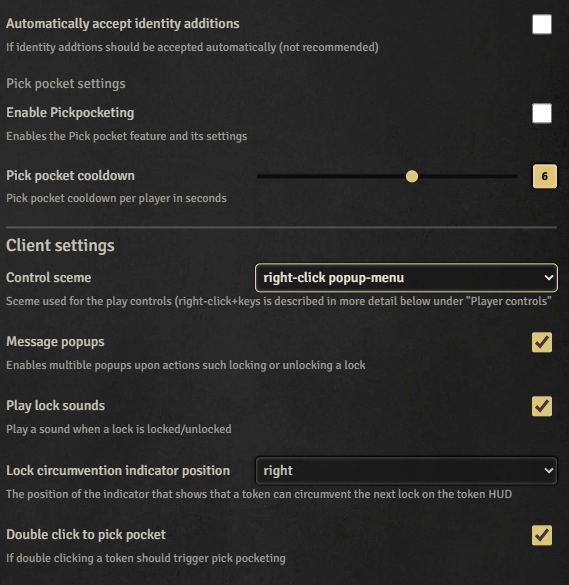 Automatically accept identity additions
If identity addtions should be accepted automatically (not recommended)
Pick pocket settings
Enable Pickpocketing
Enables the Pick pocket feature and its settings
Pick pocket cooldown 6
Pick pocket cooldown per player in seconds
Client settings
Control sceme right-click popup-menu
Sceme used for the play controls (right-click+keys is described in more detail below under "Player controls"
Message popups
Enables multiple popups upon actions such locking or unlocking a lock
Play lock sounds
Play a sound when a lock is locked/unlocked
Lock circumvention indicator position right
The position of the indicator that shows that a token can circumvent the next lock on the token HUD
Double click to pick pocket
If double clicking a token should trigger pick pocketing